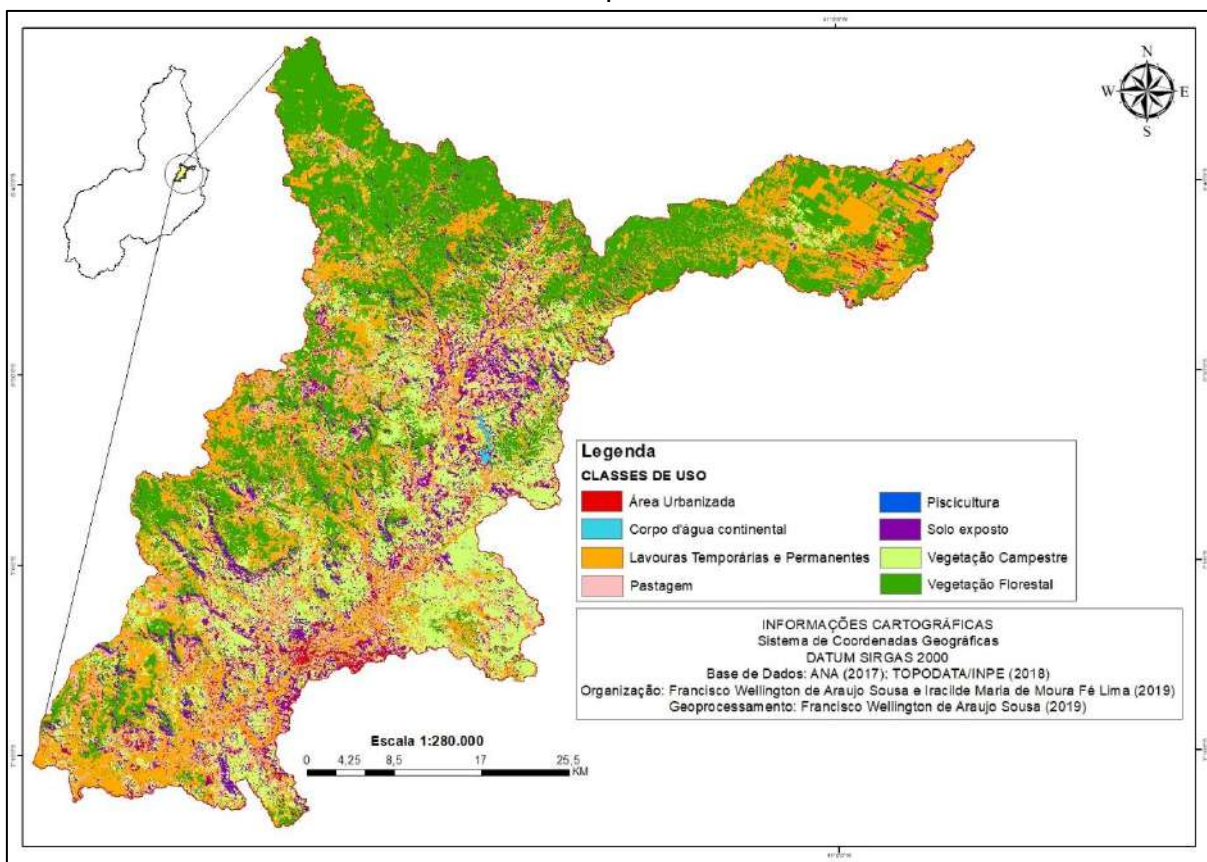 N
W
E
S
Legenda
CLASSES DE USO
Área Urbanizada
Corpo d'água continental
Lavouras Temporárias e Permanentes
Pastagem
Piscicultura
Solo exposto
Vegetação Campestre
Vegetação Florestal
INFORMAÇÕES CARTOGRÁFICAS
Sistema de Coordenadas Geográficas
DATUM SIRGAS 2000
Base de Dados: ANA (2017); TOPODATA/INPE (2018)
Organização: Francisco Wellington de Araujo Sousa e Iracilde Maria de Moura Fé Lima (2019)
Geoprocessamento: Francisco Wellington de Araujo Sousa (2019)
Escala 1:280.000
0 4,25 8,5 17 25,5
KM